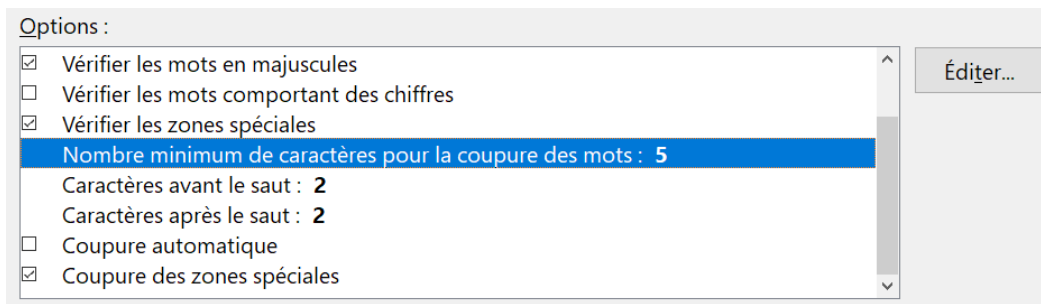 Options :
Vérifier les mots en majuscules
Éditer...
Vérifier les mots comportant des chiffres
Vérifier les zones spéciales
Nombre minimum de caractères pour la coupure des mots : 5
Caractères avant le saut : 2
Caractères après le saut : 2
Coupure automatique
Coupure des zones spéciales